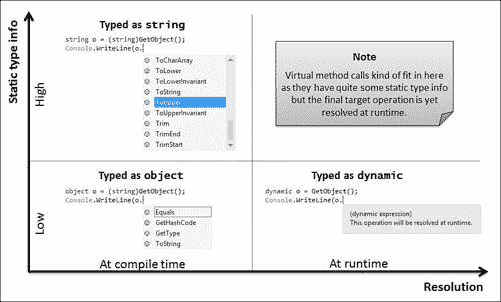 Static type info
High
Typed as string
string o = (string)GetObject();
Console.WriteLine(o.
ToCharArray
ToLower
ToLowerInvariant
ToString
ToUpper
ToUpperInvariant
Trim
TrimEnd
TrimStart
Note
Virtual method calls kind of fit in here
as they have quite some static type info
but the final target operation is yet
resolved at runtime.
Low
Typed as object
object o = (string)GetObject();
Console.WriteLine(o.
Equals
GetHashCode
GetType
ToString
Typed as dynamic
dynamic o = GetObject();
Console.WriteLine(o.
(dynamic expression)
This operation will be resolved at runtime.
At compile time
At runtime
Resolution